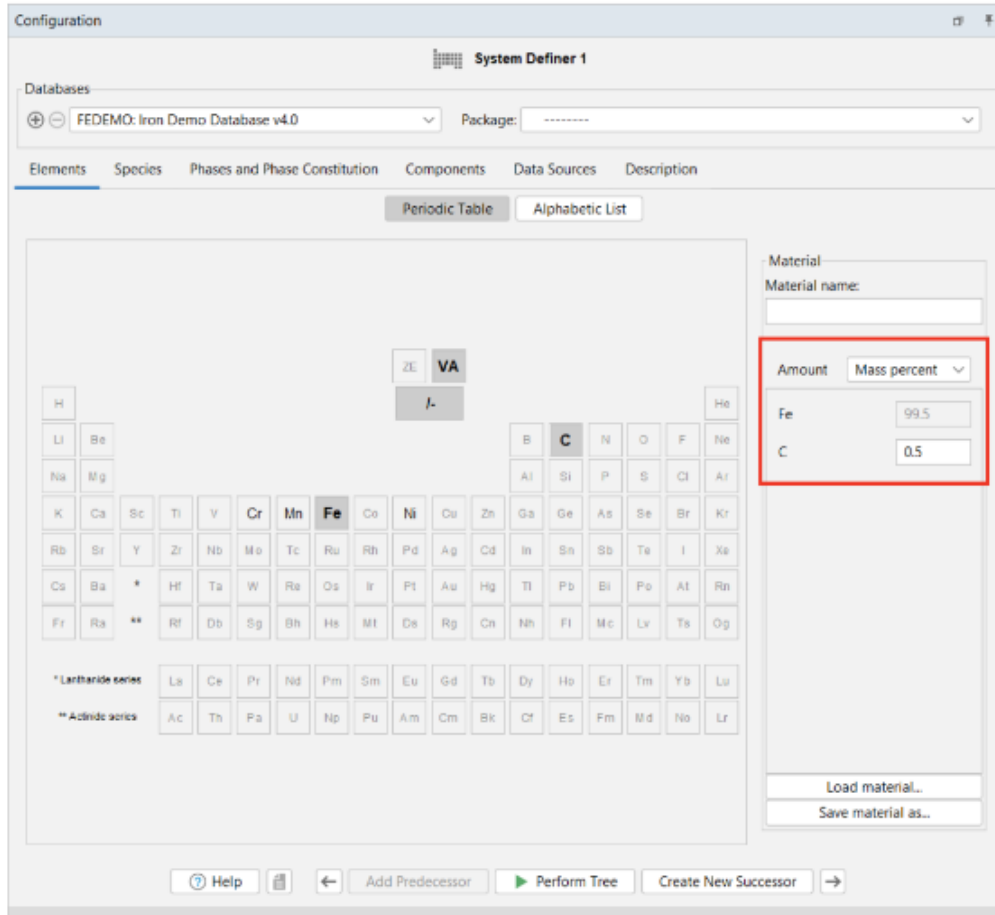 Configuration
System Definer 1
Databases
FEDEMO: Iron Demo Database v4.0 Package: --------
Elements Species Phases and Phase Constitution Components Data Sources Description
Periodic Table Alphabetic List
Material
Material name:
ZE VA
Amount Mass percent
H /- He
Fe 99.5
Li Be B C N O F Ne
C 0.5
Na Mg Al Si P S Cl Ar
K Ca Sc Ti V Cr Mn Fe Co Ni Cu Zn Ga Ge As Se Br Kr
Rb Sr Y Zr Nb Mo Tc Ru Rh Pd Ag Cd In Sn Sb Te I Xe
Cs Ba * Hf Ta W Re Os Ir Pt Au Hg Tl Pb Bi Po At Rn
Fr Ra ** Rf Db Sg Bh Hs Mt Ds Rg Cn Nh Fl Mc Lv Ts Og
* Lanthanide series La Ce Pr Nd Pm Sm Eu Gd Tb Dy Ho Er Tm Yb Lu
** Actinide series Ac Th Pa U Np Pu Am Cm Bk Cf Es Fm Md No Lr
Load material...
Save material as...
? Help Add Predecessor Perform Tree Create New Successor